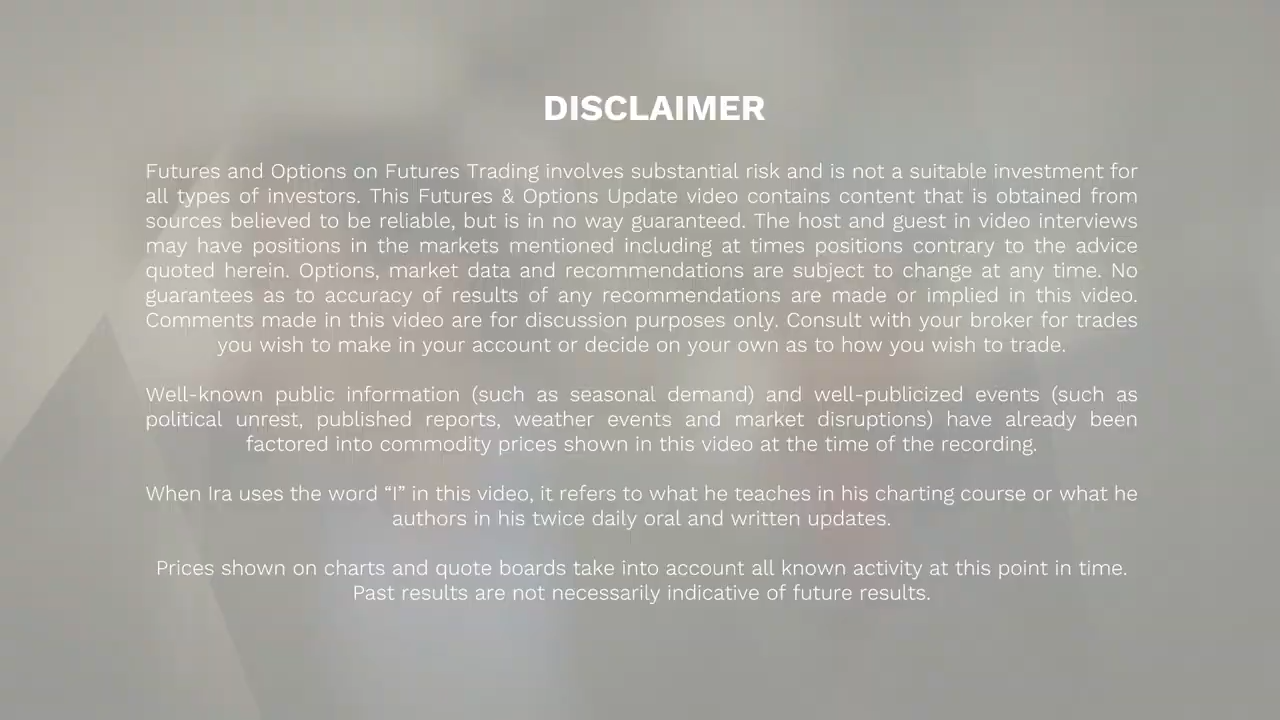 DISCLAIMER
Futures and Options on Futures Trading involves substantial risk and is not a suitable investment for
all types of investors. This Futures & Options Update video contains content that is obtained from
sources believed to be reliable, but is in no way guaranteed. The host and guest in video interviews
may have positions in the markets mentioned including at times positions contrary to the advice
quoted herein. Options, market data and recommendations are subject to change at any time. No
guarantees as to accuracy of results of any recommendations are made or implied in this video.
Comments made in this video are for discussion purposes only. Consult with your broker for trades
you wish to make in your account or decide on your own as to how you wish to trade.
Well-known public information (such as seasonal demand) and well-publicized events (such as
political unrest, published reports, weather events and market disruptions) have already been
factored into commodity prices shown in this video at the time of the recording.
When Ira uses the word “I” in this video, it refers to what he teaches in his charting course or what he
authors in his twice daily oral and written updates.
Prices shown on charts and quote boards take into account all known activity at this point in time.
Past results are not necessarily indicative of future results.